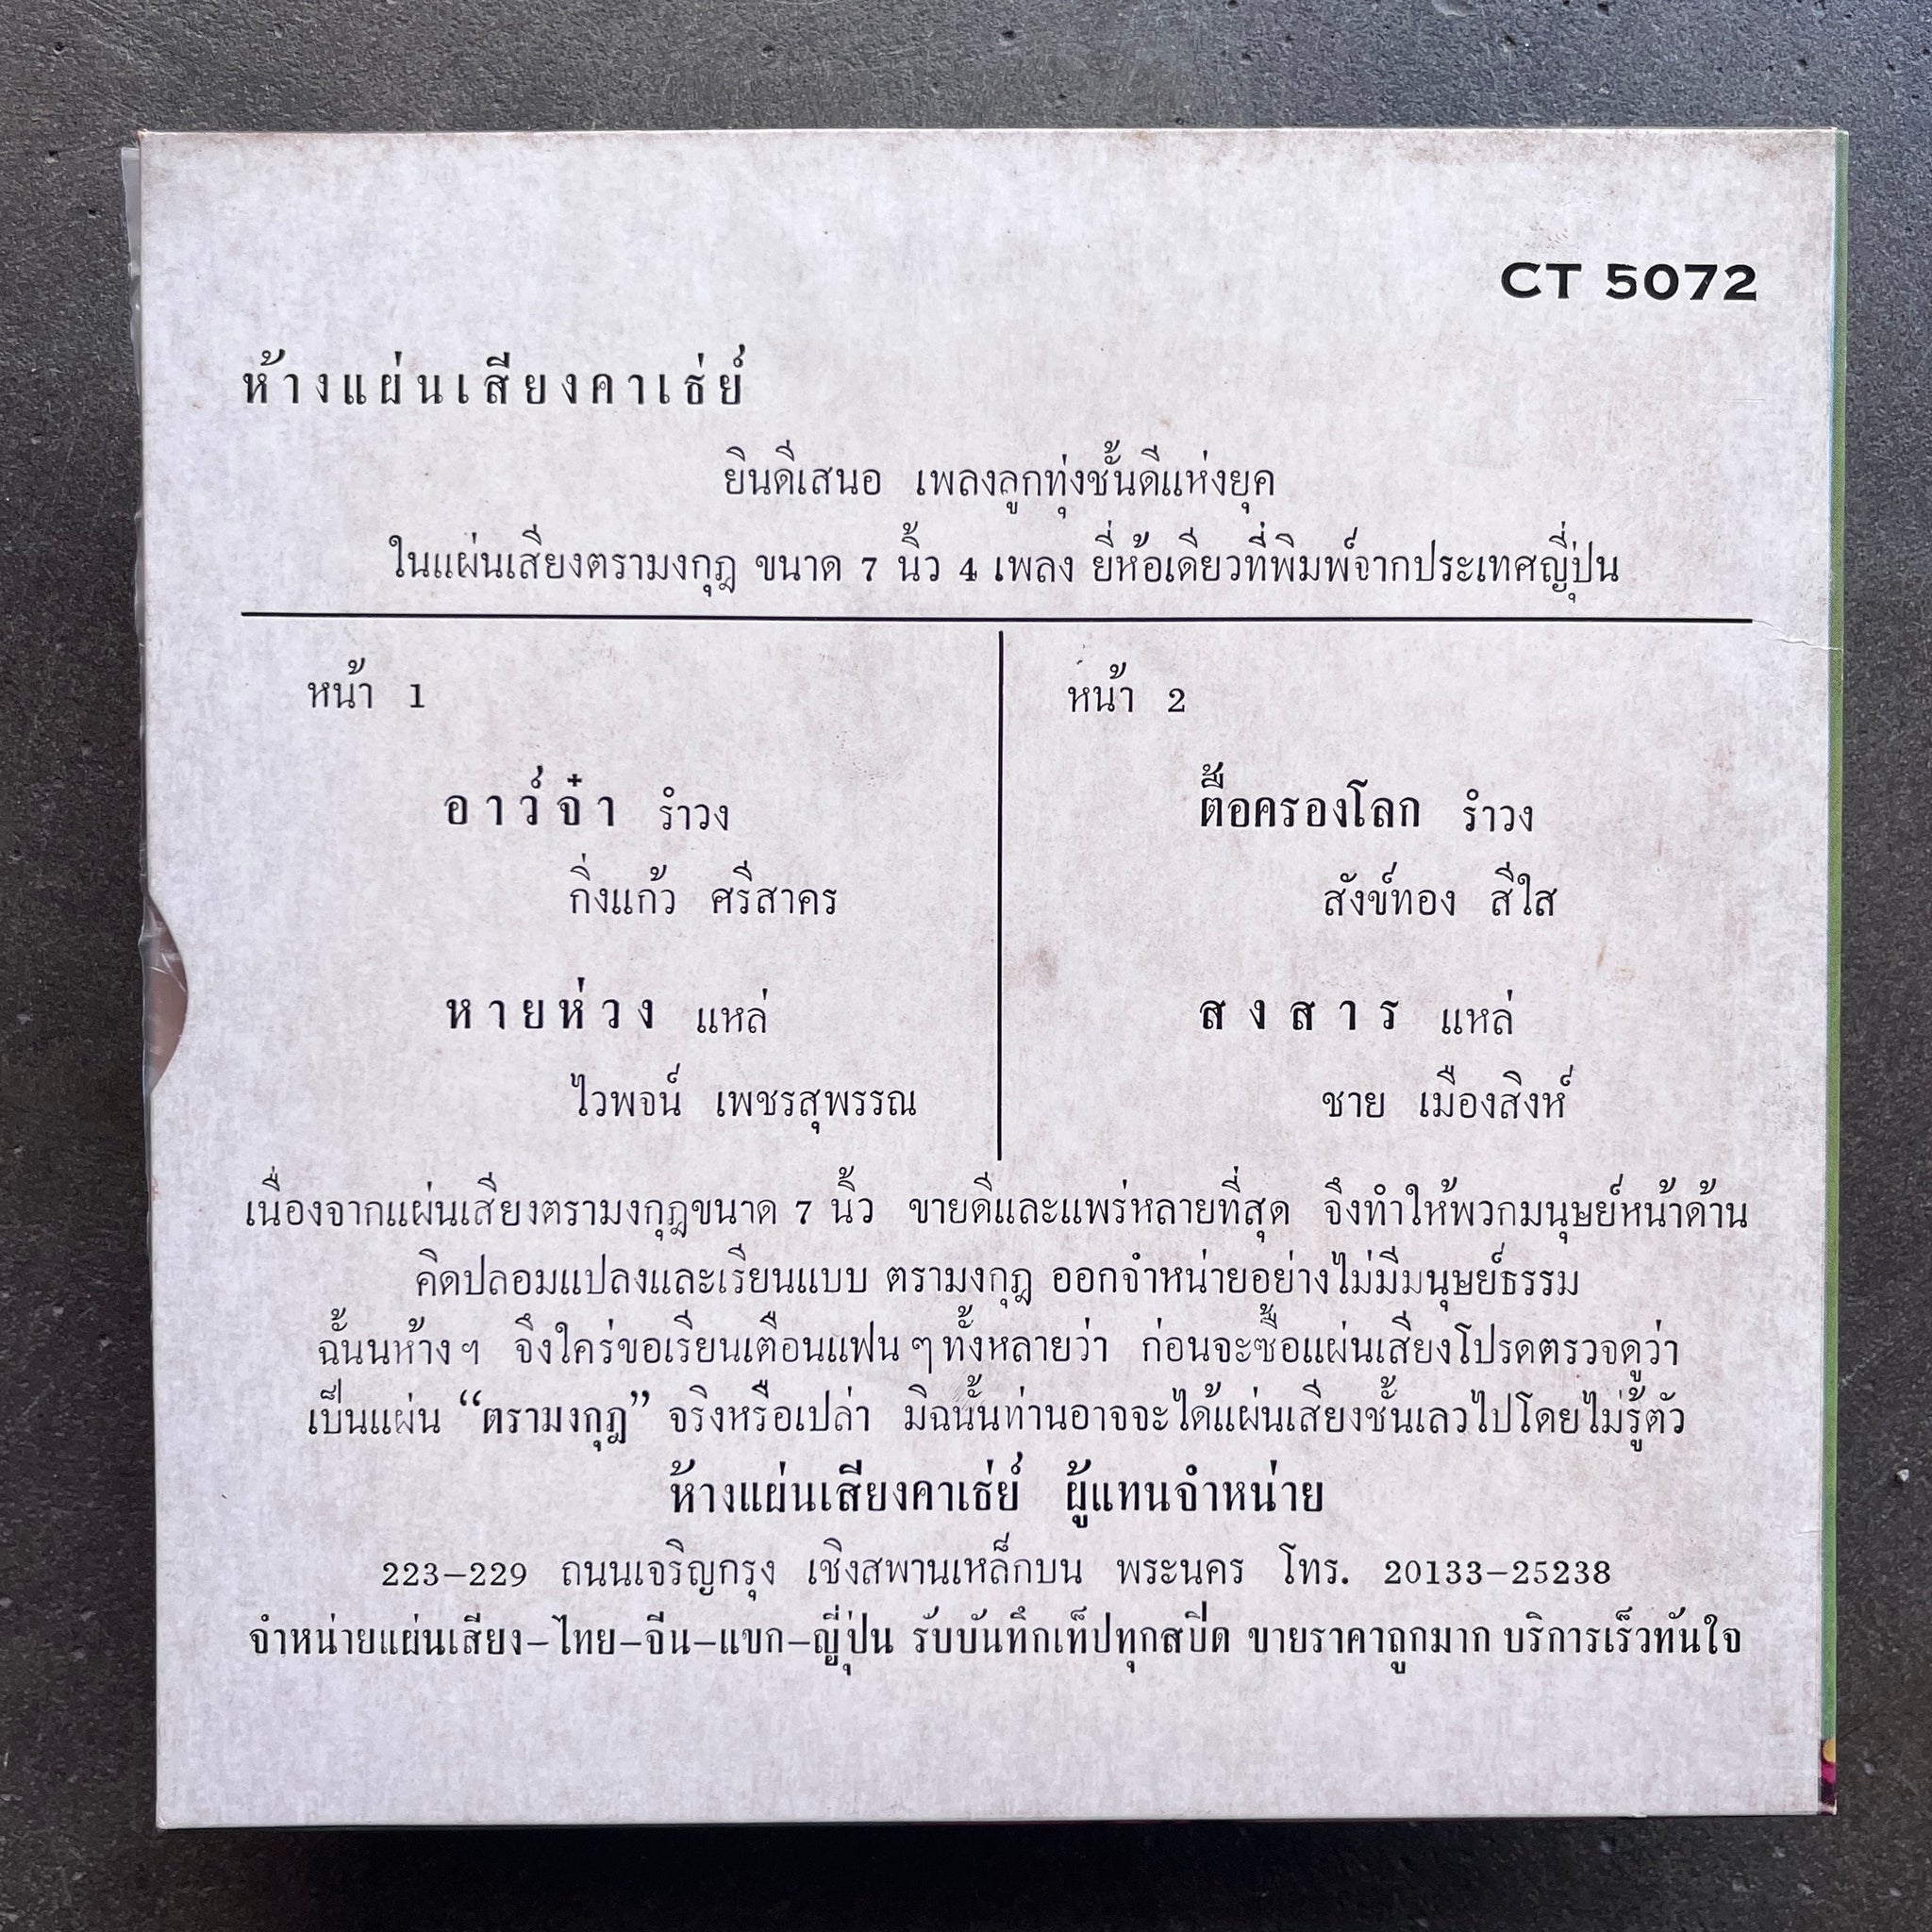 CT 5072
ห้างแผ่นเสียงคาเธ่ย์
ยินดีเสนอ เพลงลูกทุ่งชั้นดีแห่งยุค
ในแผ่นเสียงตรามงกุฎ ขนาด 7 นิ้ว 4 เพลง ยี่ห้อเดียวที่พิมพ์จากประเทศญี่ปุ่น
หน้า 1
อาว์จ๋า รำวง
กิ่งแก้ว ศรีสาคร
หายห่วง แหล่
ไวพจน์ เพชรสุพรรณ
หน้า 2
ตื้อครองโลก รำวง
สังข์ทอง สีใส
สงสาร แหล่
ชาย เมืองสิงห์
เนื่องจากแผ่นเสียงตรามงกุฎขนาด 7 นิ้ว ขายดีและแพร่หลายที่สุด จึงทำให้พวกมนุษย์หน้าด้าน
คิดปลอมแปลงและเรียนแบบ ตรามงกุฎ ออกจำหน่ายอย่างไม่มีมนุษย์ธรรม
ฉั้นนห้าง ฯ จึงใคร่ขอเรียนเตือนแฟน ๆ ทั้งหลายว่า ก่อนจะซื้อแผ่นเสียงโปรดตรวจดูว่า
เป็นแผ่น “ตรามงกุฎ” จริงหรือเปล่า มิฉนั้นท่านอาจจะได้แผ่นเสียงชั้นเลวไปโดยไม่รู้ตัว
ห้างแผ่นเสียงคาเธ่ย์ ผู้แทนจำหน่าย
223–229 ถนนเจริญกรุง เชิงสพานเหล็กบน พระนคร โทร. 20133–25238
จำหน่ายแผ่นเสียง–ไทย–จีน–แขก–ญี่ปุ่น รับบันทึกเท็ปทุกสปีด ขายราคาถูกมาก บริการเร็วทันใจ